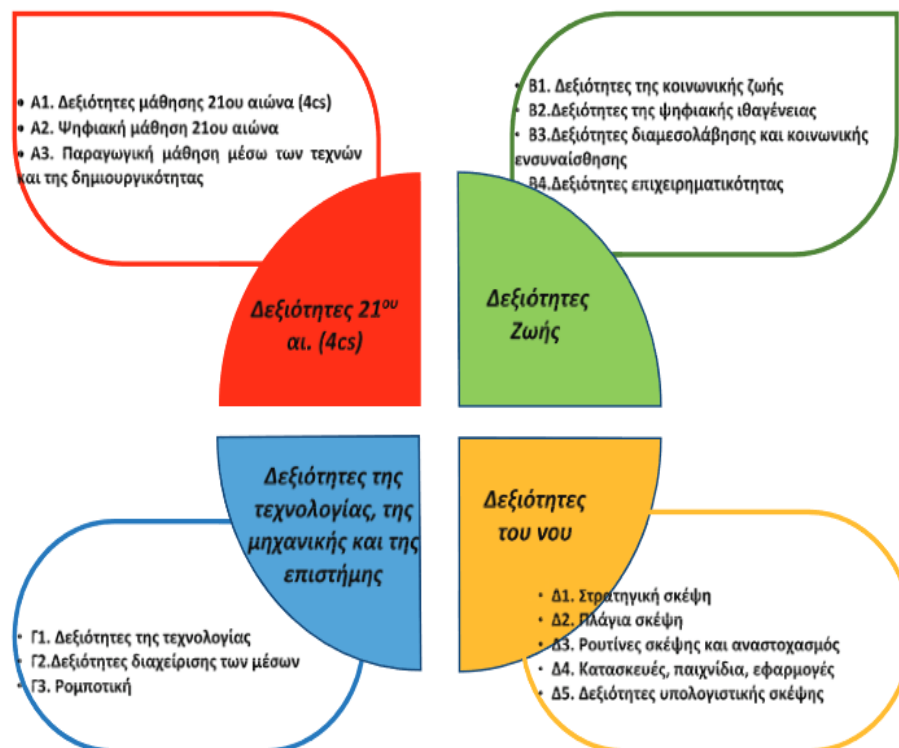 • Α1. Δεξιότητες μάθησης 21ου αιώνα (4cs)
• Α2. Ψηφιακή μάθηση 21ου αιώνα
• Α3. Παραγωγική μάθηση μέσω των τεχνών
και της δημιουργικότητας
• Β1. Δεξιότητες της κοινωνικής ζωής
• Β2.Δεξιότητες της ψηφιακής ιθαγένειας
• Β3.Δεξιότητες διαμεσολάβησης και κοινωνικής
ενσυναίσθησης
• Β4.Δεξιότητες επιχειρηματικότητας
Δεξιότητες 21ου
αι. (4cs)
Δεξιότητες
Ζωής
Δεξιότητες της
τεχνολογίας, της
μηχανικής και της
επιστήμης
Δεξιότητες
του νου
• Γ1. Δεξιότητες της τεχνολογίας
• Γ2.Δεξιότητες διαχείρισης των μέσων
• Γ3. Ρομποτική
• Δ1. Στρατηγική σκέψη
• Δ2. Πλάγια σκέψη
• Δ3. Ρουτίνες σκέψης και αναστοχασμός
• Δ4. Κατασκευές, παιχνίδια, εφαρμογές
• Δ5. Δεξιότητες υπολογιστικής σκέψης